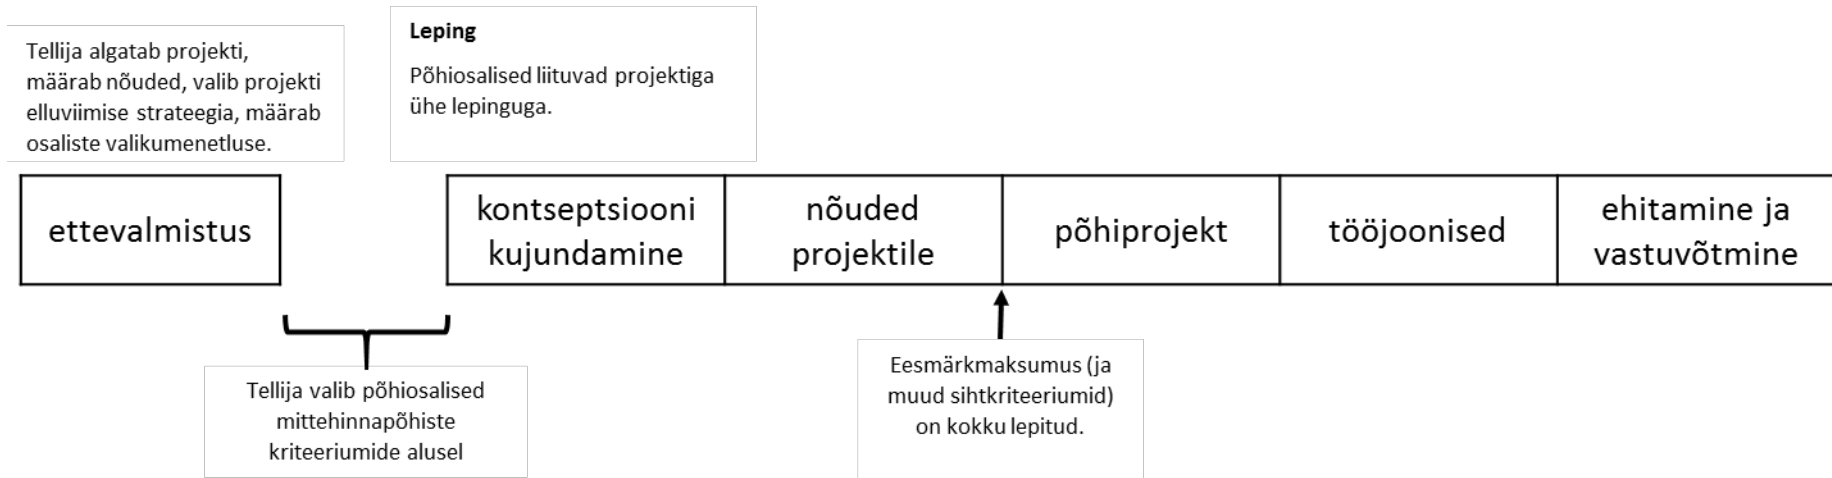 Tellija algatab projekti,
määrab nõuded, valib projekti
elluviimise strateegia, määrab
osaliste valikumenetluse.
Leping
Põhiosalised liituvad projektiga
ühe lepinguga.
ettevalmistus
kontseptsiooni
kujundamine
nõuded
projektile
põhiprojekt
tööjoonised
ehitamine ja
vastuvõtmine
Tellija valib põhiosalised
mittehinnapõhiste
kriteeriumide alusel
Eesmärkmaksumus (ja
muud sihtkriteeriumid)
on kokku lepitud.